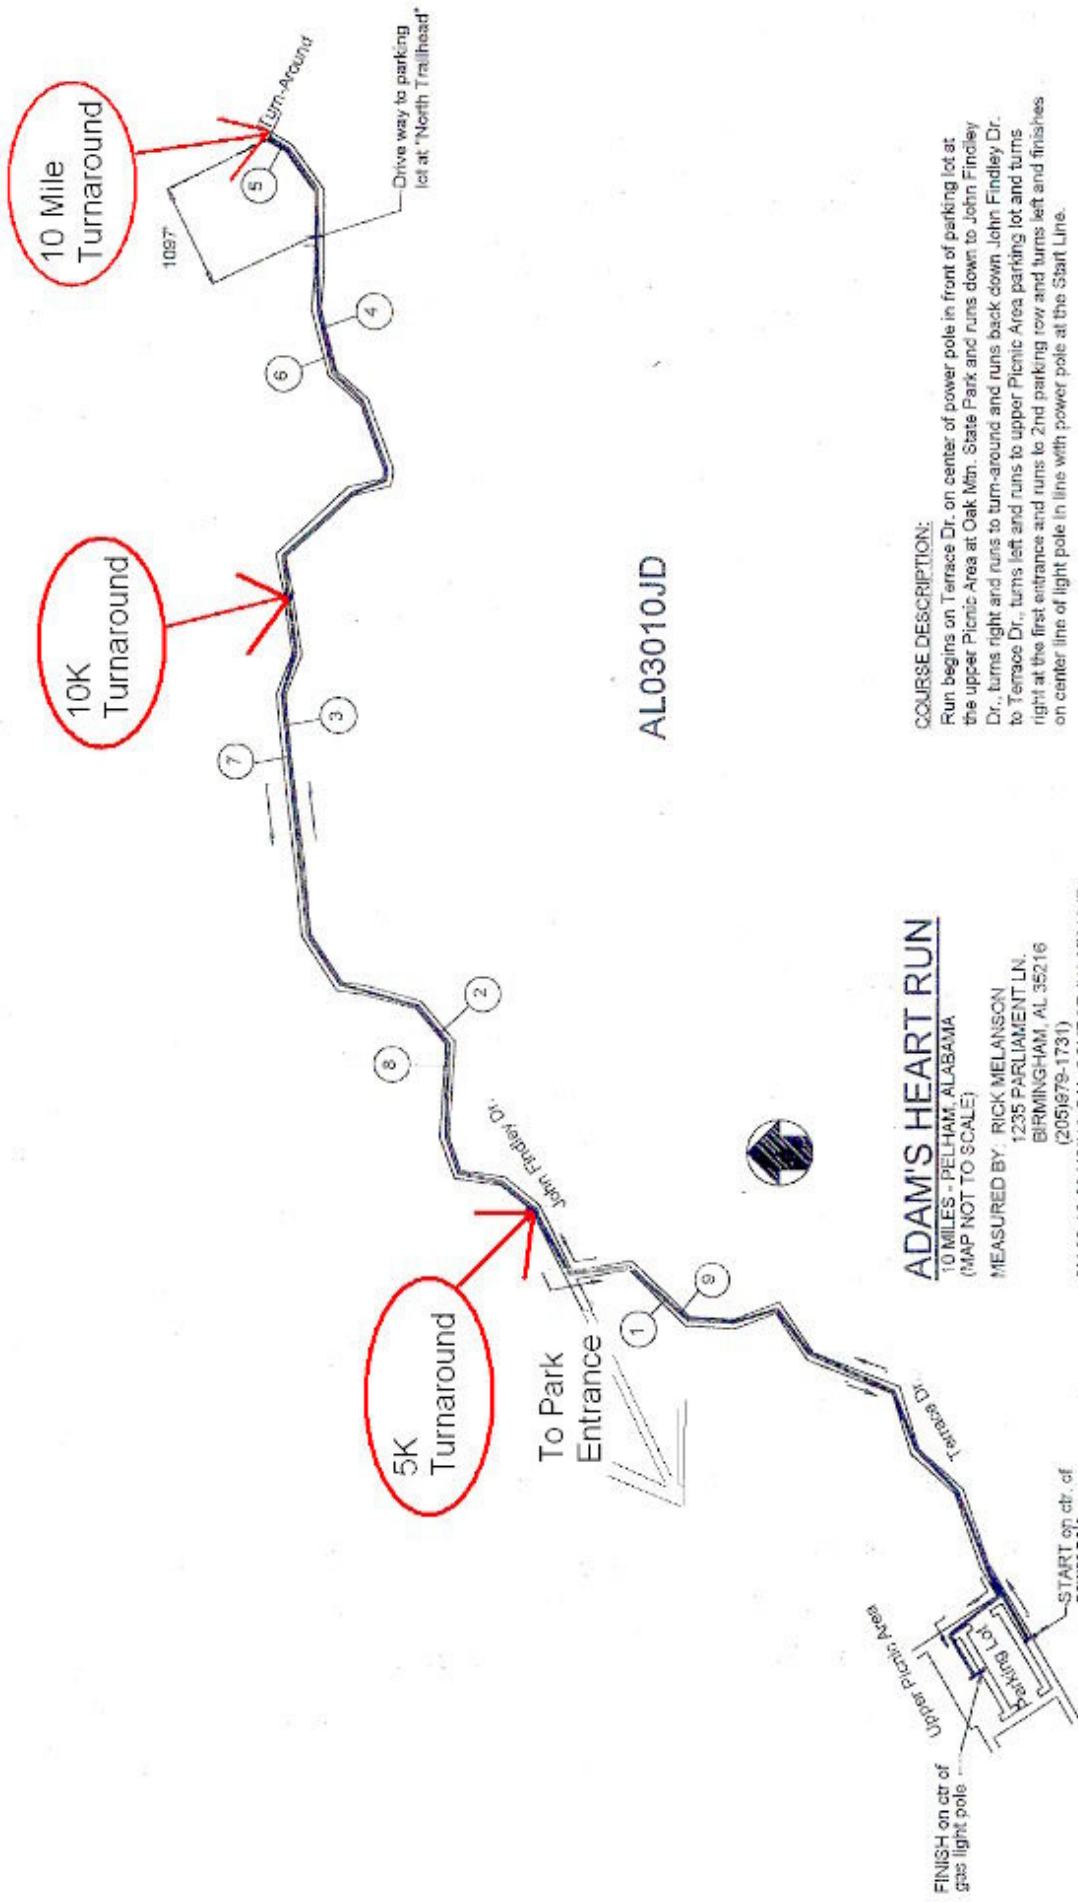 10 Mile
Turnaround
Turn-Around
5
1097'
Drive way to parking
lot at "North Trailhead"
4
6
10K
Turnaround
3
7
2
8
John Findley Dr.
5K
Turnaround
To Park
Entrance
1
9
Terrace Dr.
Upper Picnic Area
Parking Lot
START on ctr. of
FINISH on ctr of
gas light pole
AL03010JD
ADAM'S HEART RUN
10 MILES - PELHAM, ALABAMA
(MAP NOT TO SCALE)
MEASURED BY: RICK MELANSON
1235 PARLIAMENT LN.
BIRMINGHAM, AL 35216
(205)979-1731)
COURSE DESCRIPTION:
Run begins on Terrace Dr. on center of power pole in front of parking lot at
the upper Picnic Area at Oak Mtn. State Park and runs down to John Findley
Dr., turns right and runs to turn-around and runs back down John Findley Dr.
to Terrace Dr., turns left and runs to upper Picnic Area parking lot and turns
right at the first entrance and runs to 2nd parking row and turns left and finishes
on center line of light pole in line with power pole at the Start Line.